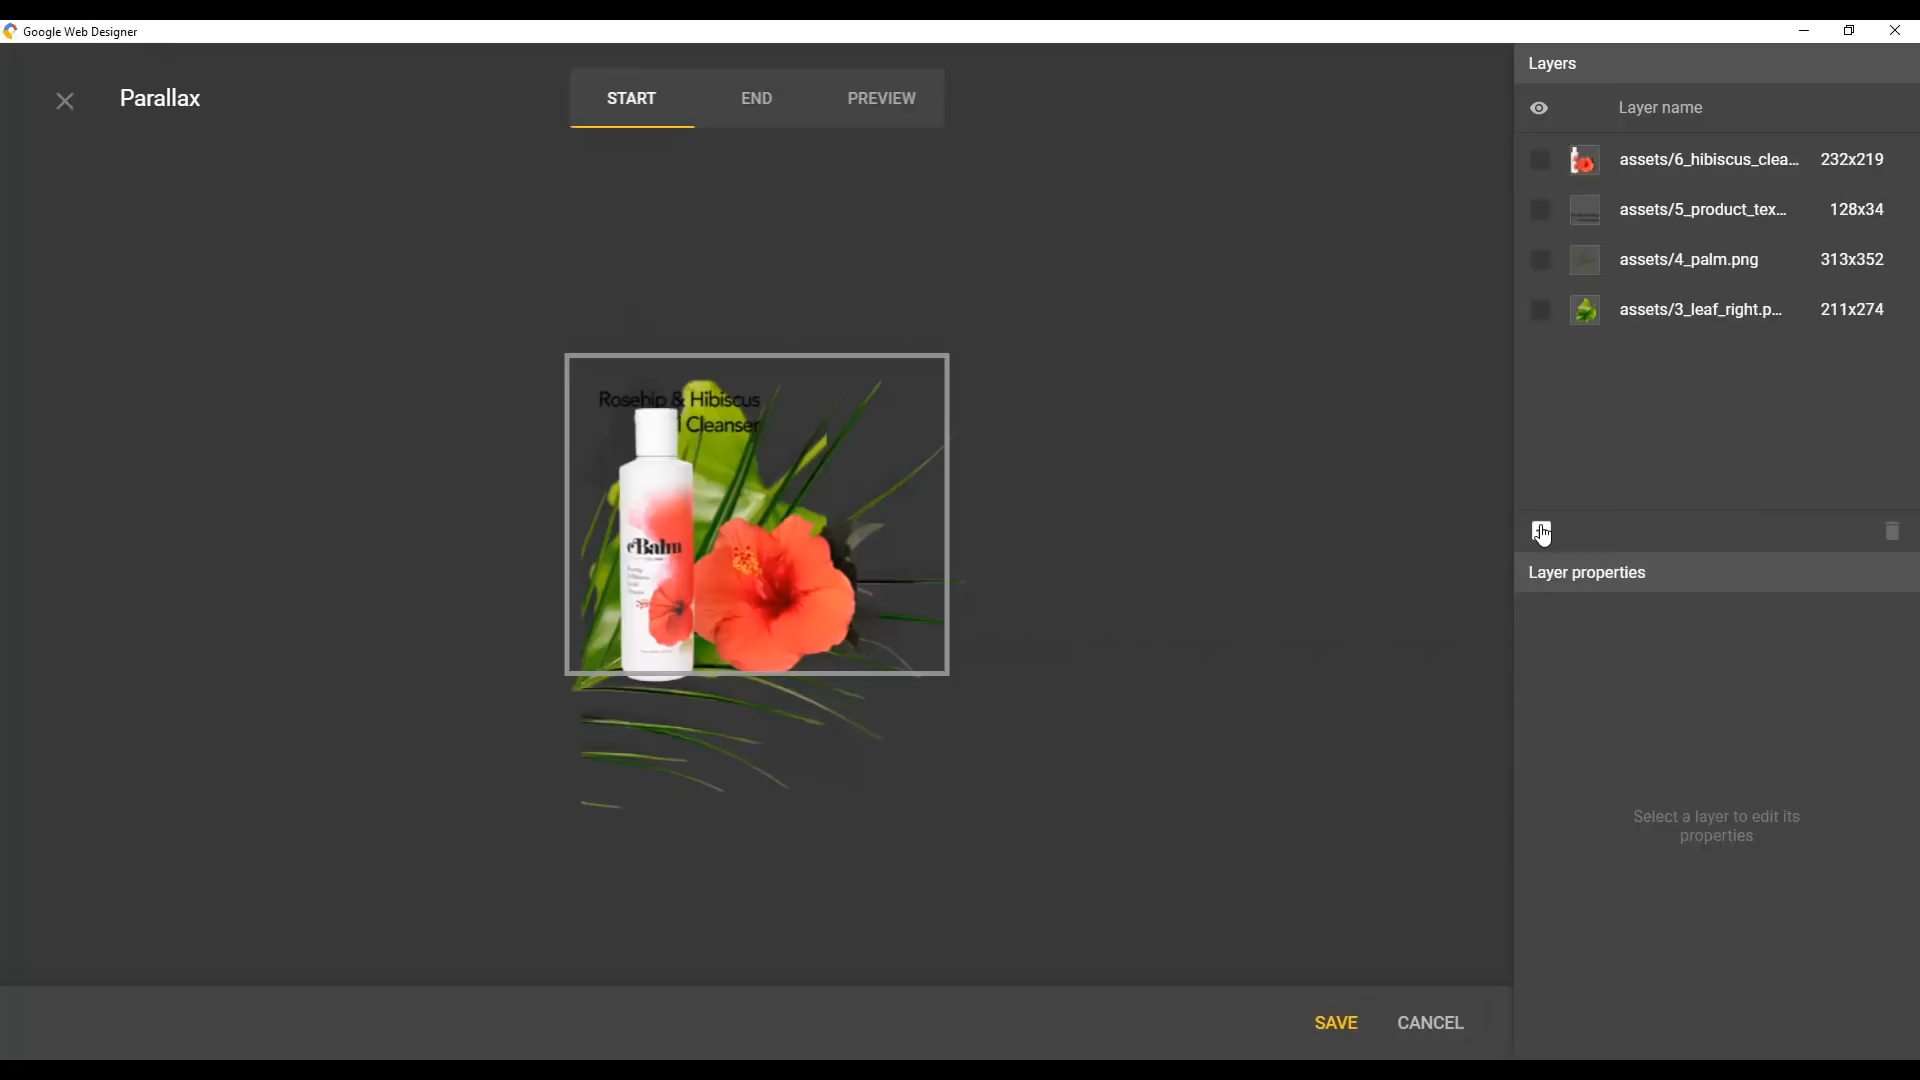 Google Web Designer
Parallax
START
END
PREVIEW
Layers
Layer name
assets/6_hibiscus_clea... 232x219
assets/5_product_tex... 128x34
assets/4_palm.png 313x352
assets/3_leaf_right.p... 211x274
Rosehip & Hibiscus
Cleanser
eBalm
Layer properties
Select a layer to edit its
properties
SAVE
CANCEL